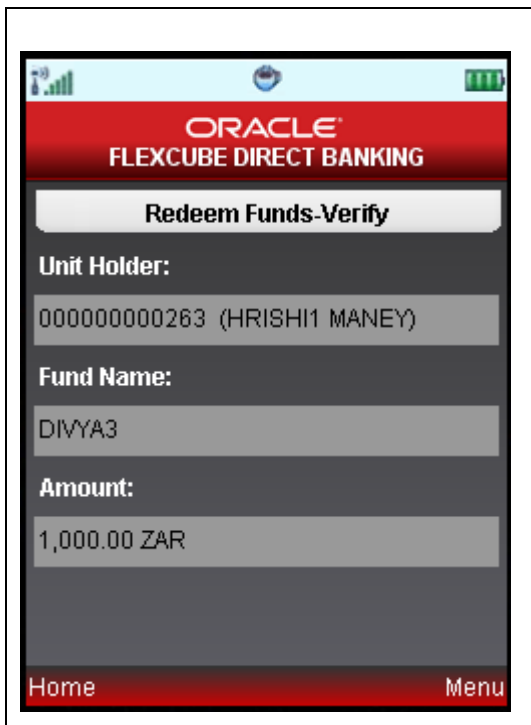 ORACLE
FLEXCUBE DIRECT BANKING
Redeem Funds-Verify
Unit Holder:
000000000263 (HRISHI1 MANEY)
Fund Name:
DIVYA3
Amount:
1,000.00 ZAR
Home Menu